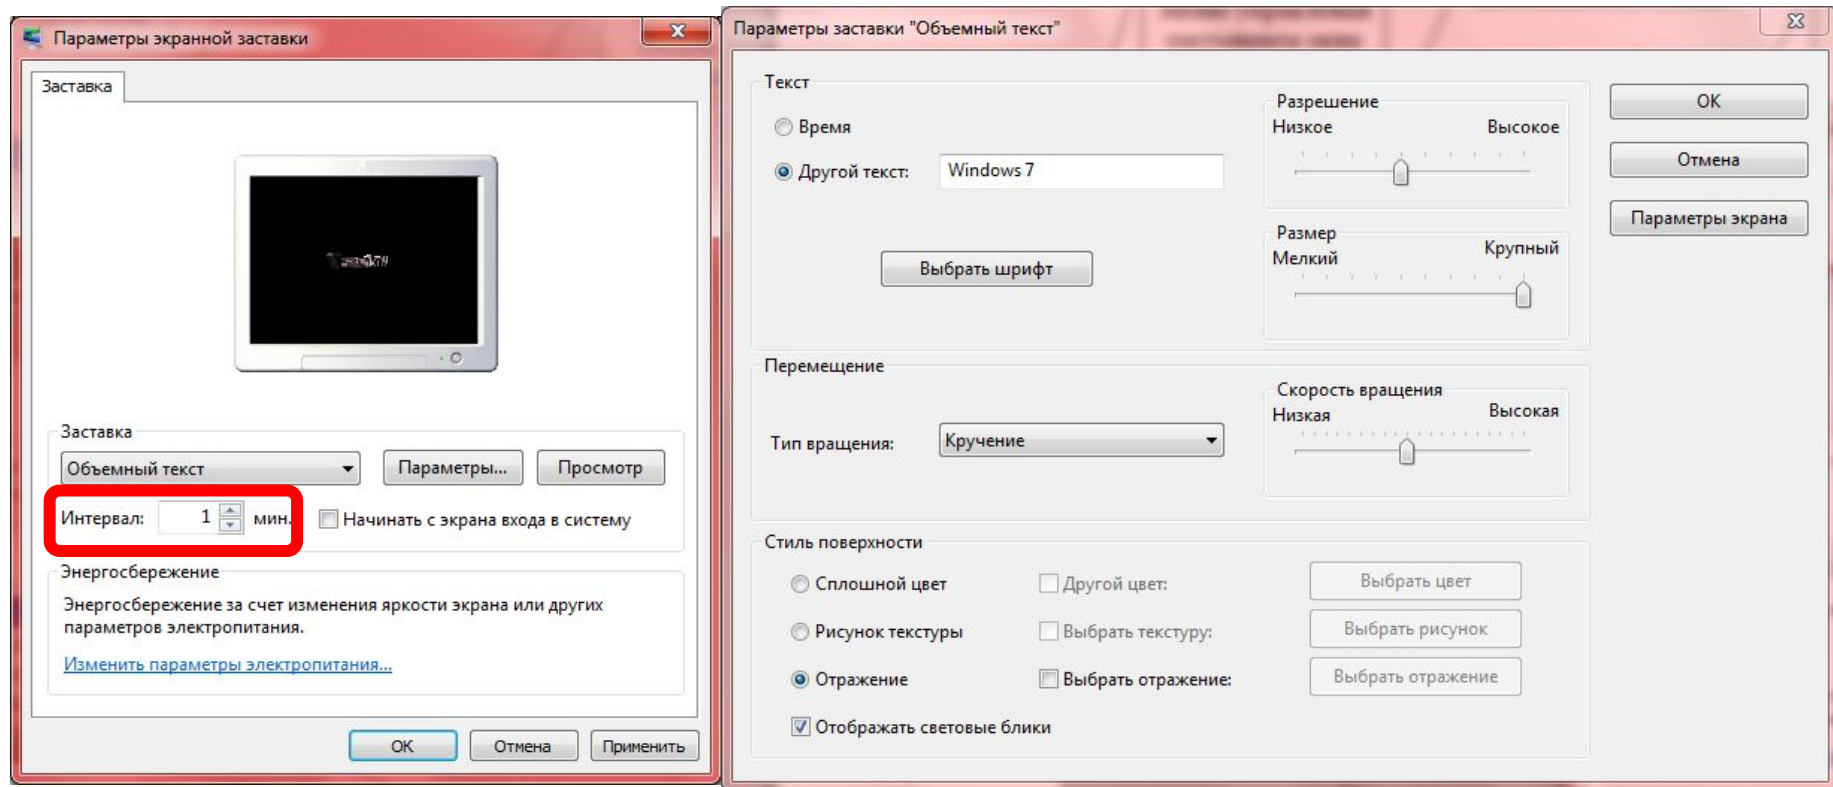 Параметры экранной заставки
Заставка
Заставка
Объемный текст
Параметры...
Просмотр
Интервал:
1
мин.
Начинать с экрана входа в систему
Энергосбережение
Энергосбережение за счет изменения яркости экрана или других
параметров электропитания.
Изменить параметры электропитания...
OK
Отмена
Применить
Параметры заставки "Объемный текст"
Текст
Время
Другой текст:
Windows 7
Выбрать шрифт
Разрешение
Низкое
Высокое
Размер
Мелкий
Крупный
OK
Отмена
Параметры экрана
Перемещение
Тип вращения:
Кручение
Скорость вращения
Низкая
Высокая
Стиль поверхности
Сплошной цвет
Другой цвет:
Выбрать цвет
Рисунок текстуры
Выбрать текстуру:
Выбрать рисунок
Отражение
Выбрать отражение:
Выбрать отражение
Отображать световые блики